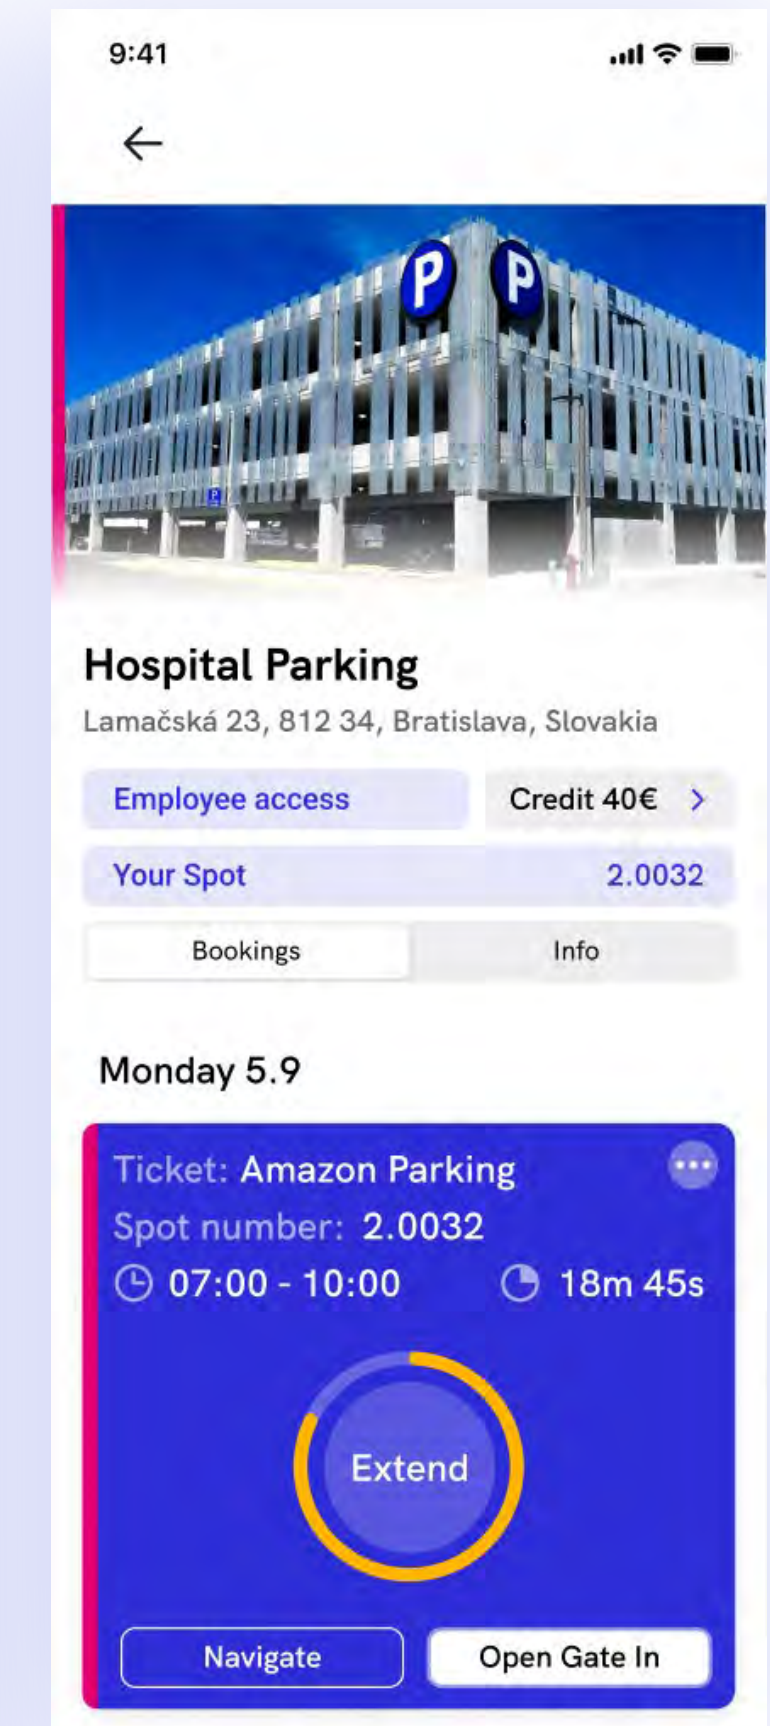 9:41
P P
P
Hospital Parking
Lamačská 23, 812 34, Bratislava, Slovakia
Employee access
Credit 40€ >
Your Spot
2.0032
Bookings
Info
Monday 5.9
Ticket: Amazon Parking
Spot number: 2.0032
07:00 - 10:00
18m 45s
Extend
Navigate
Open Gate In